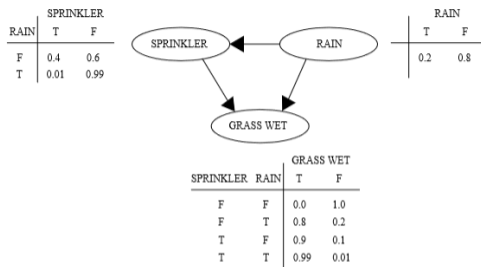 SPRINKLER
RAIN T F
F 0.4 0.6
T 0.01 0.99
SPRINKLER
RAIN
RAIN
T F
0.2 0.8
GRASS WET
GRASS WET
SPRINKLER RAIN T F
F F 0.0 1.0
F T 0.8 0.2
T F 0.9 0.1
T T 0.99 0.01